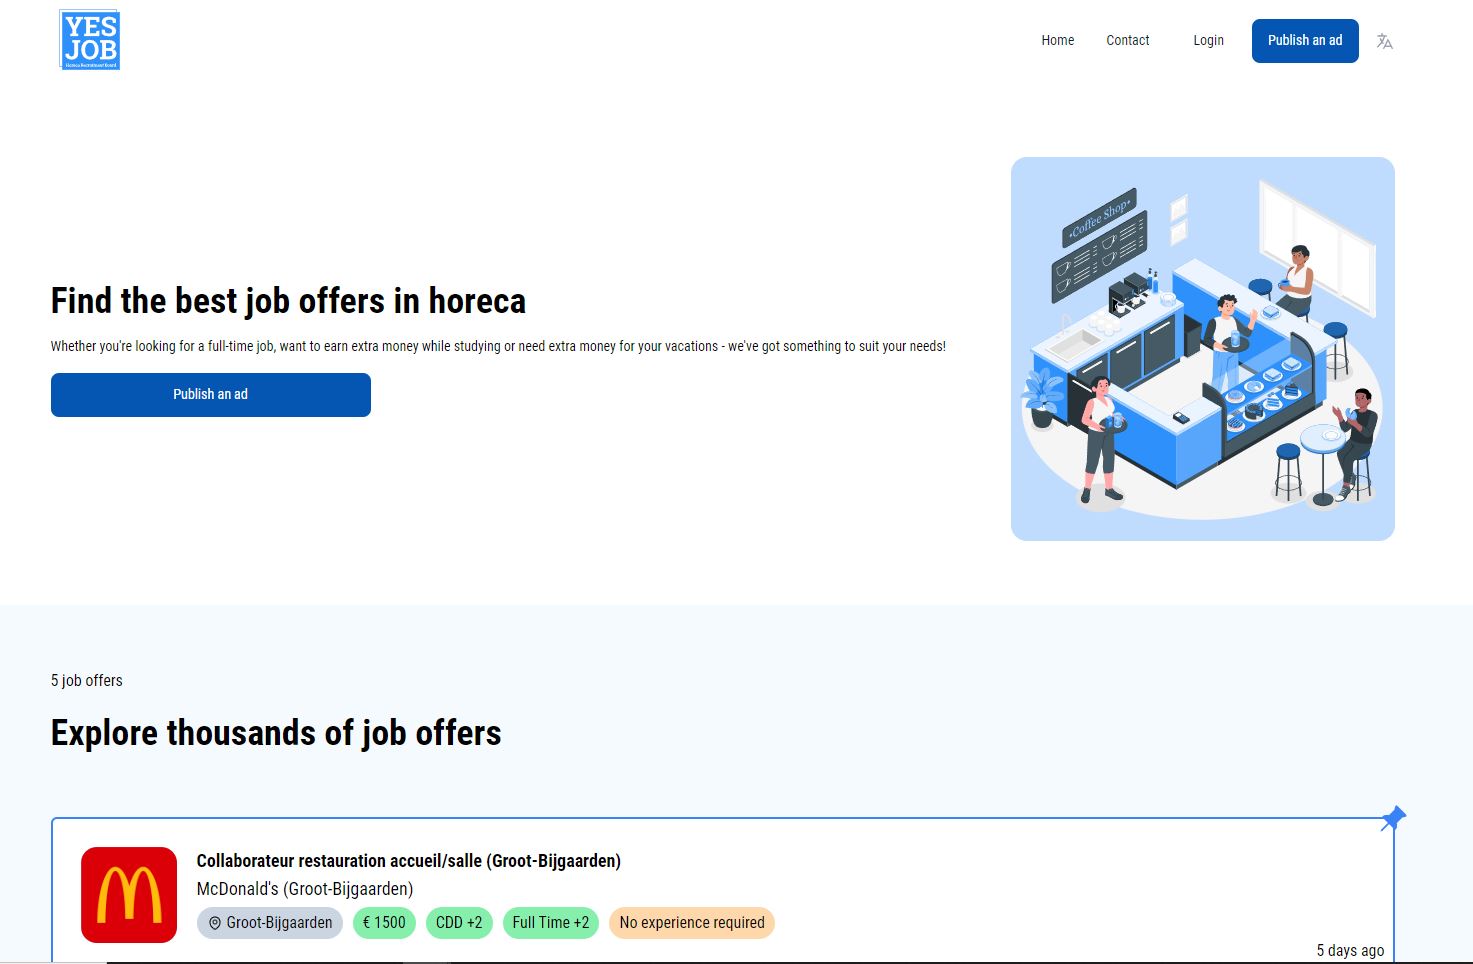 YES
JOB
Horeca Recruitment Board
Home
Contact
Login
Publish an ad
Coffee Shop
Find the best job offers in horeca
Whether you're looking for a full-time job, want to earn extra money while studying or need extra money for your vacations - we've got something to suit your needs!
Publish an ad
5 job offers
Explore thousands of job offers
Collaborateur restauration accueil/salle (Groot-Bijgaarden)
McDonald's (Groot-Bijgaarden)
Groot-Bijgaarden
€ 1500
CDD +2
Full Time +2
No experience required
5 days ago